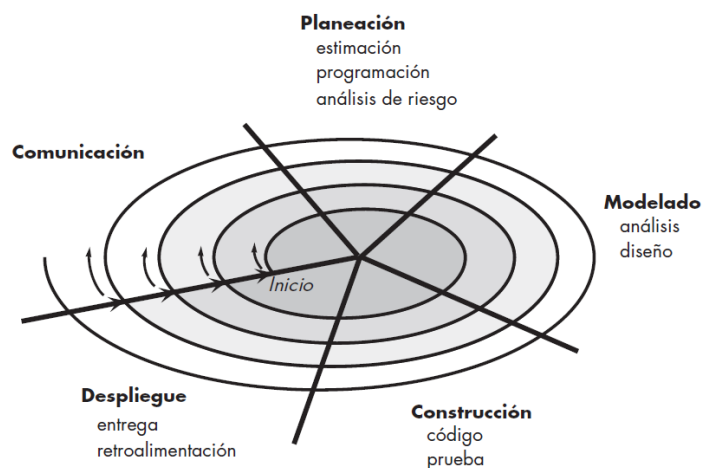 Planeación
estimación
programación
análisis de riesgo
Comunicación
Modelado
análisis
diseño
Inicio
Despliegue
entrega
retroalimentación
Construcción
código
prueba